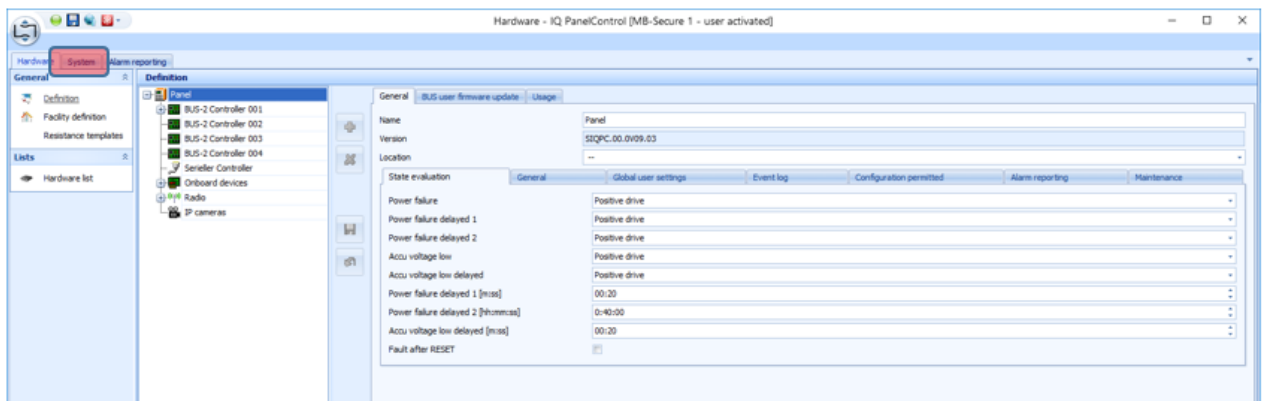 Hardware - IQ PanelControl [MB-Secure 1 - user activated]
Hardware System Alarm reporting
General
Definition
Facility definition
Resistance templates
Lists
Hardware list
Definition
Panel
BUS-2 Controller 001
BUS-2 Controller 002
BUS-2 Controller 003
BUS-2 Controller 004
Serieller Controller
Onboard devices
Radio
IP cameras
General BUS user firmware update Usage
Name Panel
Version SIQPC.00.0V09.03
Location --
State evaluation General Global user settings Event log Configuration permitted Alarm reporting Maintenance
Power failure Positive drive
Power failure delayed 1 Positive drive
Power failure delayed 2 Positive drive
Accu voltage low Positive drive
Accu voltage low delayed Positive drive
Power failure delayed 1 [m:ss] 00:20
Power failure delayed 2 [hh:mm:ss] 0:40:00
Accu voltage low delayed [m:ss] 00:20
Fault after RESET